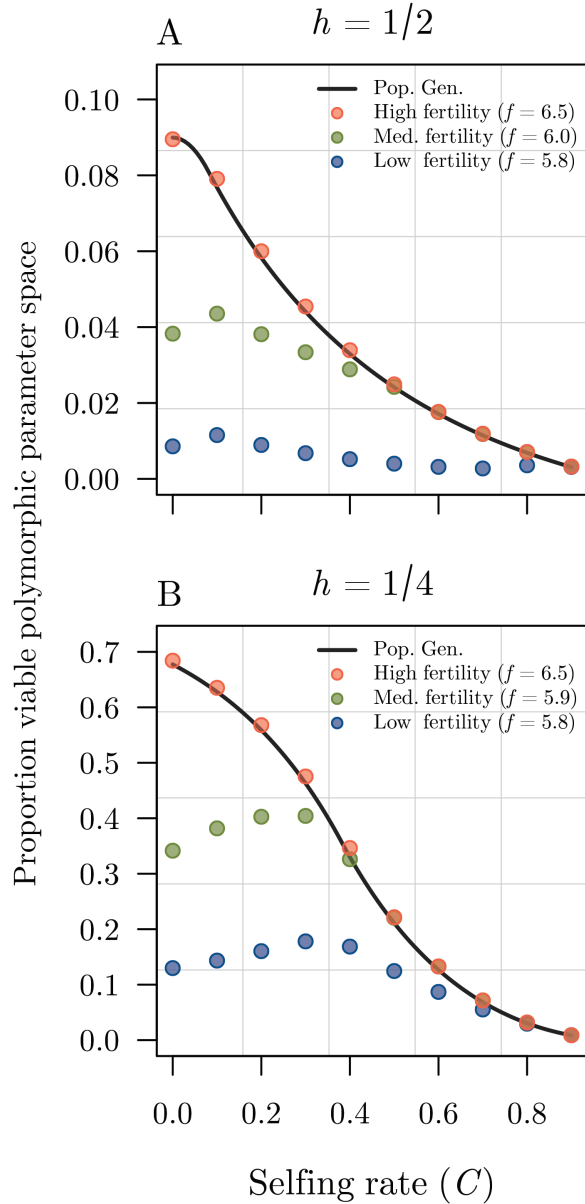 A
h = 1/2
Pop. Gen.
High fertility (f = 6.5)
Med. fertility (f = 6.0)
Low fertility (f = 5.8)
0.10
0.08
0.06
0.04
0.02
0.00
Proportion viable polymorphic parameter space
B
h = 1/4
Pop. Gen.
High fertility (f = 6.5)
Med. fertility (f = 5.9)
Low fertility (f = 5.8)
0.7
0.6
0.5
0.4
0.3
0.2
0.1
0.0
0.0 0.2 0.4 0.6 0.8
Selfing rate (C)